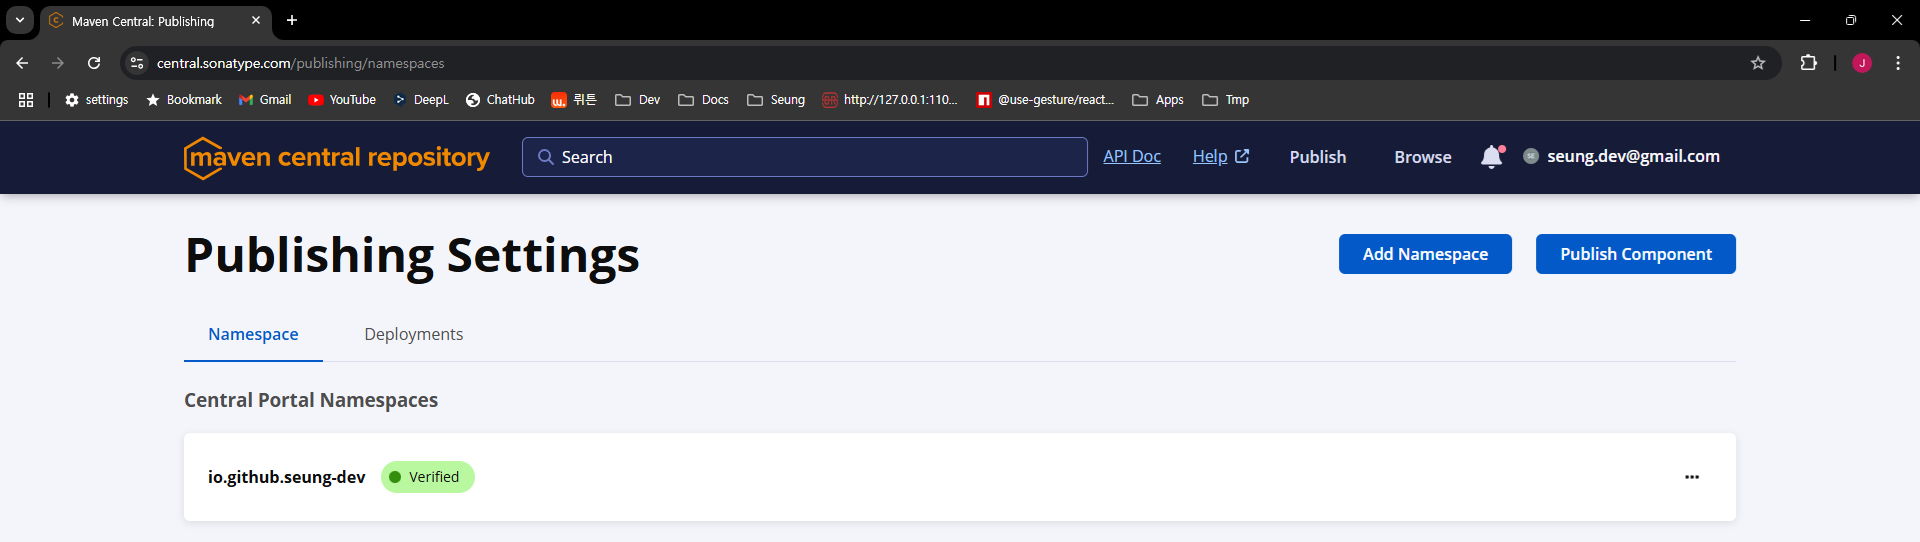 Maven Central: Publishing
central.sonatype.com/publishing/namespaces
J
settings Bookmark Gmail YouTube DeepL ChatHub 뤼튼 Dev Docs Seung http://127.0.0.1:110... @use-gesture/react... Apps Tmp
maven central repository Search API Doc Help Publish Browse SE seung.dev@gmail.com
Publishing Settings Add Namespace Publish Component
Namespace Deployments
Central Portal Namespaces
io.github.seung-dev Verified